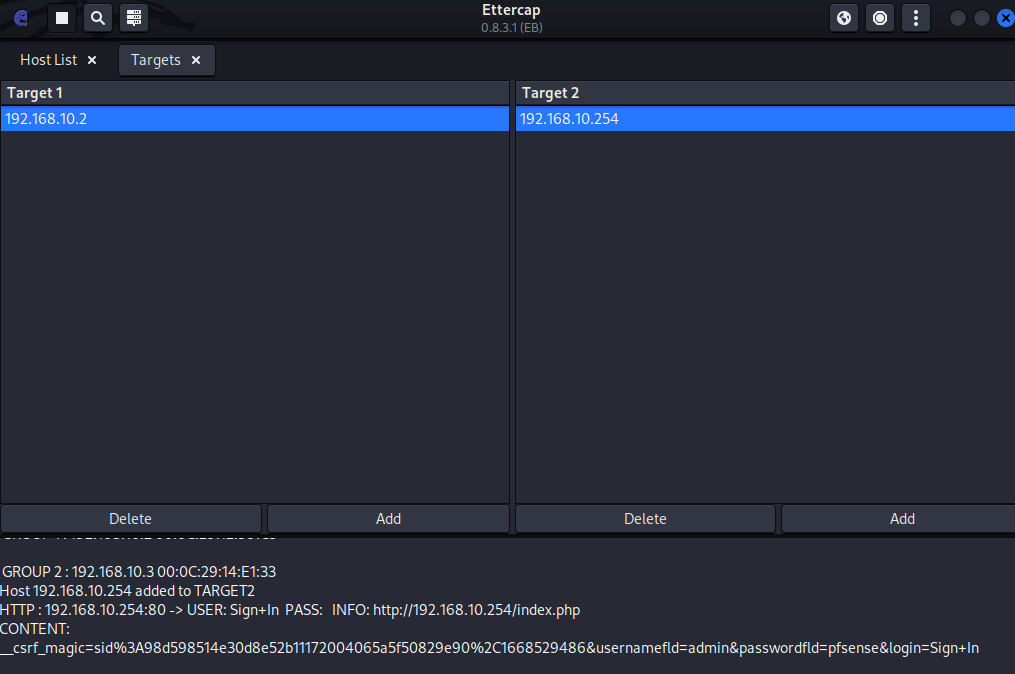 Ettercap
0.8.3.1 (EB)
Host List
Targets
Target 1
Target 2
192.168.10.2
192.168.10.254
Delete
Add
Delete
Add
GROUP 2 : 192.168.10.3 00:0C:29:14:E1:33
Host 192.168.10.254 added to TARGET2
HTTP : 192.168.10.254:80 -> USER: Sign+In PASS: INFO: http://192.168.10.254/index.php
CONTENT:
__csrf_magic=sid%3A98d598514e30d8e52b11172004065a5f50829e90%2C1668529486&usernamefld=admin&passwordfld=pfsense&login=Sign+In